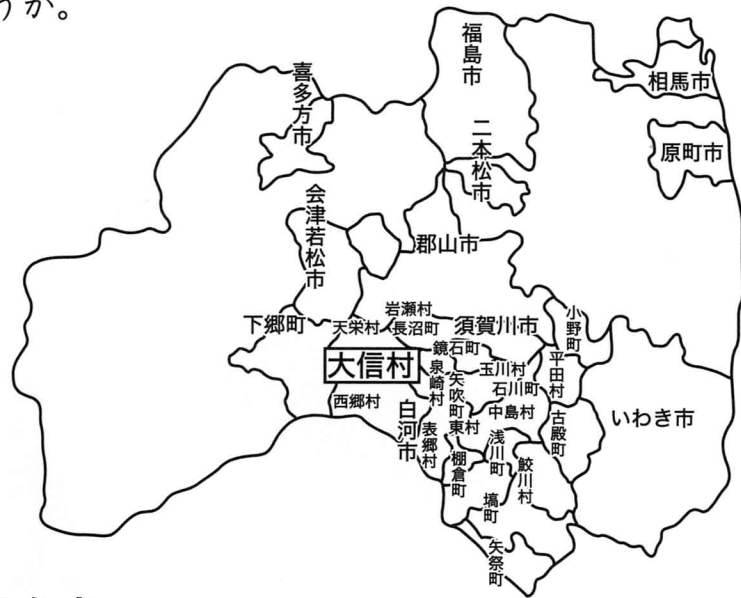 うか。
福島市
相馬市
喜多方市
二本松市
原町市
会津若松市
郡山市
小野町
岩瀬村
下郷町
天栄村
長沼町
須賀川市
鏡石町
平田村
大信村
泉崎村
玉川村
矢吹町
石川町
西郷村
中島村
白河市
東村
古殿町
いわき市
表郷村
浅川町
棚倉町
鮫川村
塙町
矢祭町